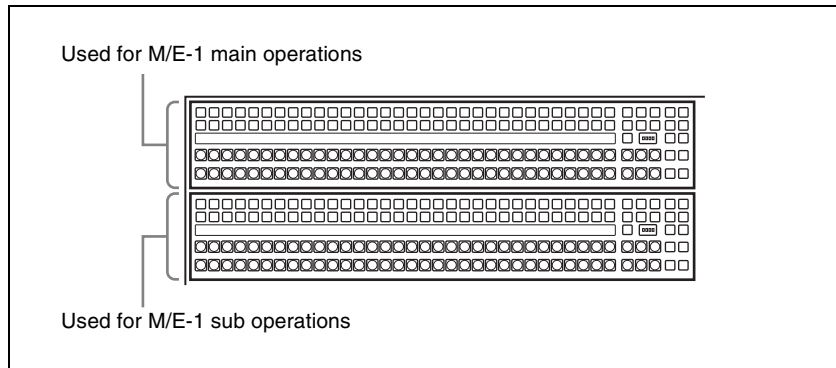 Used for M/E-1 main operations
Used for M/E-1 sub operations